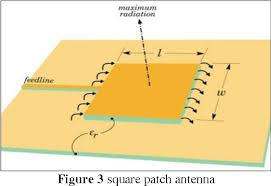 maximum
radiation
l
feedline
w
εr
Figure 3 square patch antenna